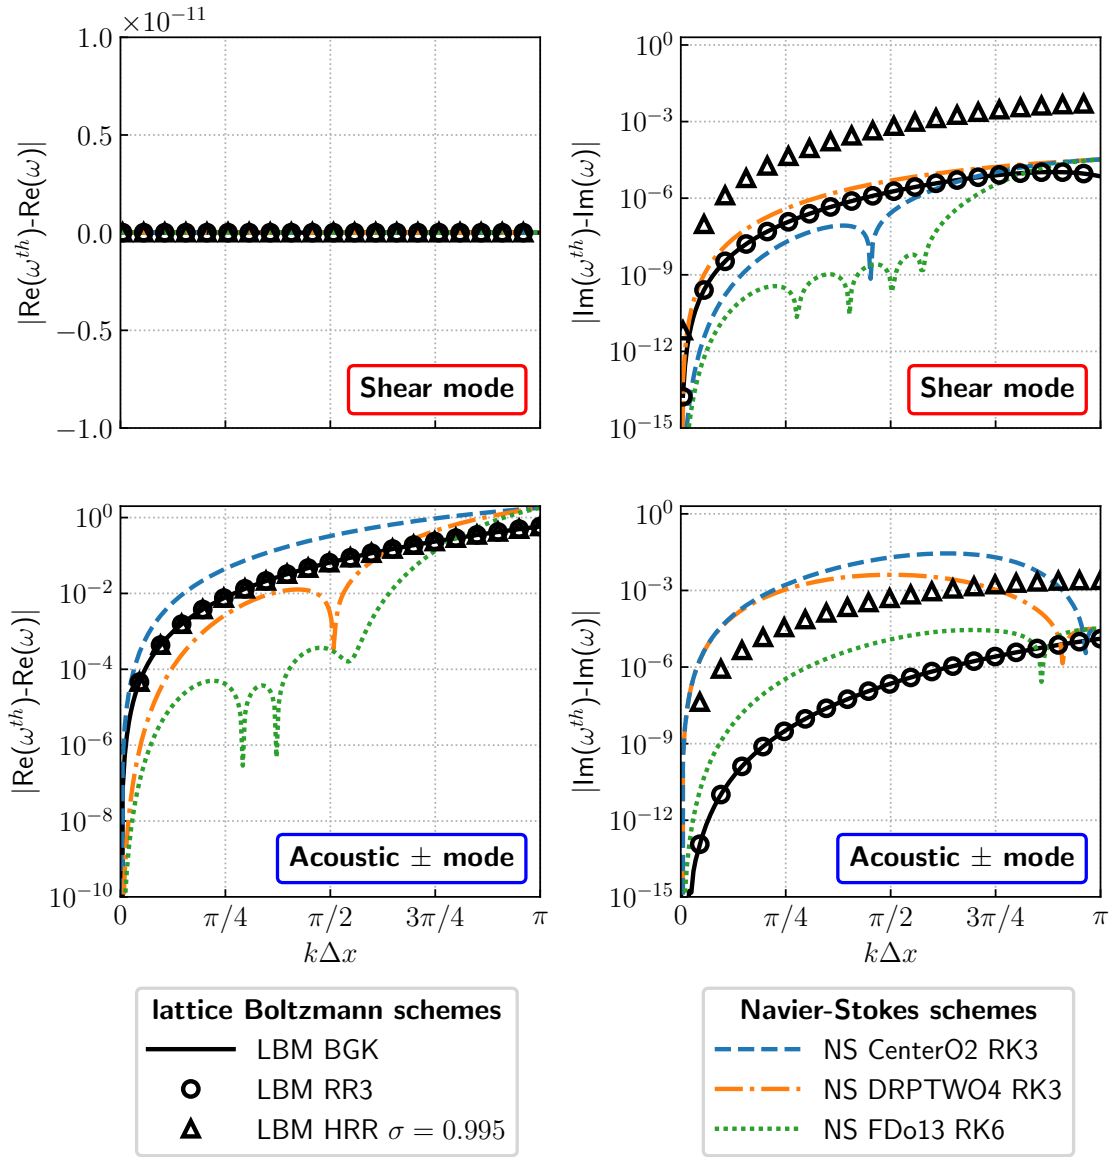 ×10⁻¹¹
1.0
0.5
0.0
−0.5
−1.0
|Re(ωᵗʰ)-Re(ω)|
Shear mode
10⁰
10⁻³
10⁻⁶
10⁻⁹
10⁻¹²
10⁻¹⁵
|Im(ωᵗʰ)-Im(ω)|
Shear mode
10⁰
10⁻²
10⁻⁴
10⁻⁶
10⁻⁸
10⁻¹⁰
|Re(ωᵗʰ)-Re(ω)|
Acoustic ± mode
0 π/4 π/2 3π/4 π
kΔx
10⁰
10⁻³
10⁻⁶
10⁻⁹
10⁻¹²
10⁻¹⁵
|Im(ωᵗʰ)-Im(ω)|
Acoustic ± mode
0 π/4 π/2 3π/4 π
kΔx
lattice Boltzmann schemes
LBM BGK
LBM RR3
LBM HRR σ = 0.995
Navier-Stokes schemes
NS CenterO2 RK3
NS DRPTWO4 RK3
NS FDo13 RK6